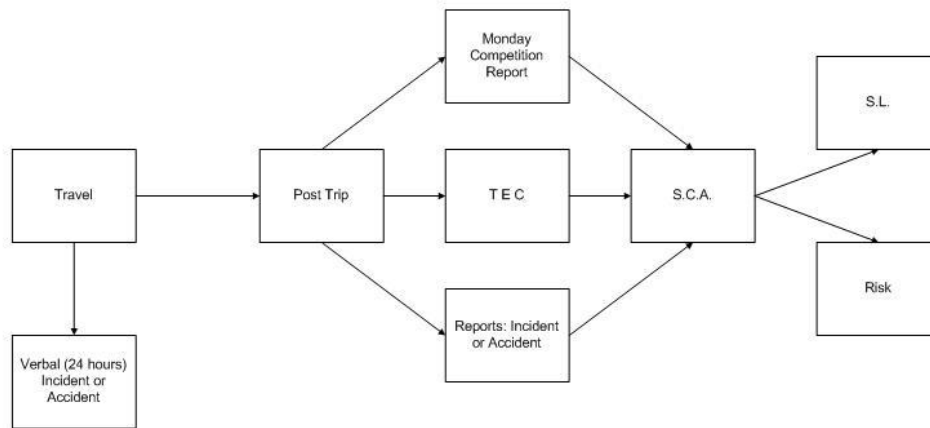 Monday
Competition
Report
S.L.
Travel
Post Trip
T E C
S.C.A.
Risk
Reports: Incident
or Accident
Verbal (24 hours)
Incident or
Accident